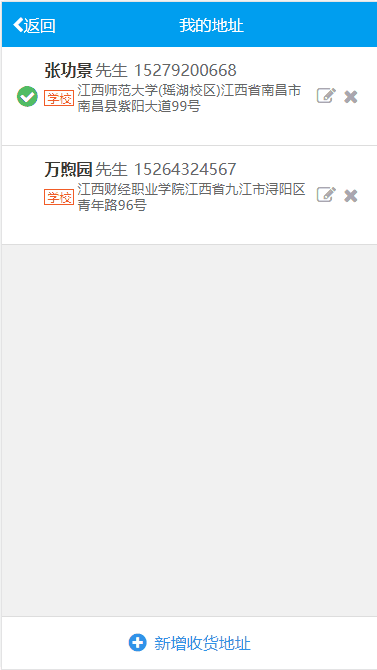 返回 我的地址
张功景 先生 15279200668
学校 江西师范大学(瑶湖校区)江西省南昌市
南昌县紫阳大道99号
万煦园 先生 15264324567
学校 江西财经职业学院江西省九江市浔阳区
青年路96号
新增收货地址